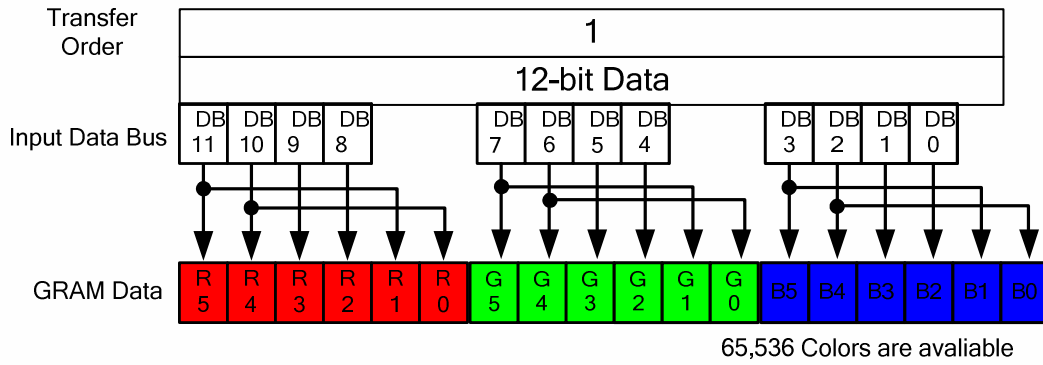 Transfer
Order
1
12-bit Data
Input Data Bus
DB
11
DB
10
DB
9
DB
8
DB
7
DB
6
DB
5
DB
4
DB
3
DB
2
DB
1
DB
0
GRAM Data
R
5
R
4
R
3
R
2
R
1
R
0
G
5
G
4
G
3
G
2
G
1
G
0
B5
B4
B3
B2
B1
B0
65,536 Colors are avaliable